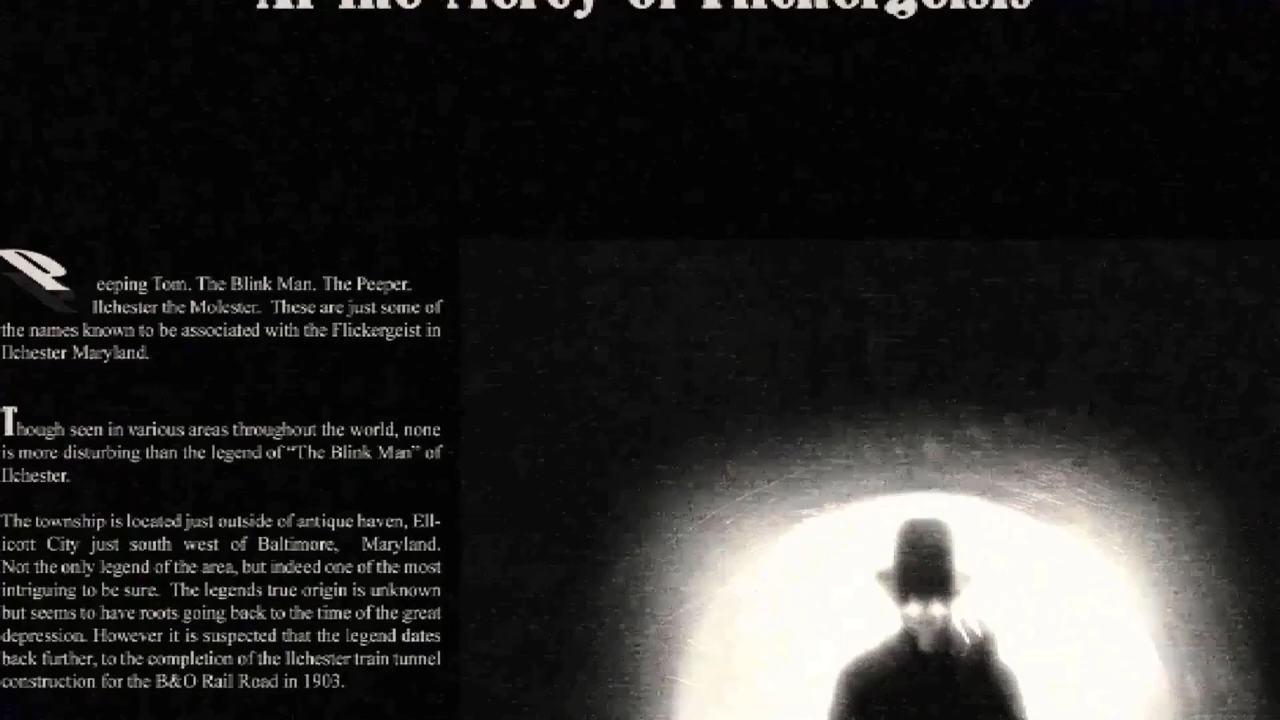 At the Mercy of Flickergeists
Peeping Tom. The Blink Man. The Peeper.
Ilchester the Molester. These are just some of
the names known to be associated with the Flickergeist in
Ilchester Maryland.
Though seen in various areas throughout the world, none
is more disturbing than the legend of “The Blink Man” of
Ilchester.
The township is located just outside of antique haven, Ell-
icott City just south west of Baltimore, Maryland.
Not the only legend of the area, but indeed one of the most
intriguing to be sure. The legends true origin is unknown
but seems to have roots going back to the time of the great
depression. However it is suspected that the legend dates
back further, to the completion of the Ilchester train tunnel
construction for the B&O Rail Road in 1903.